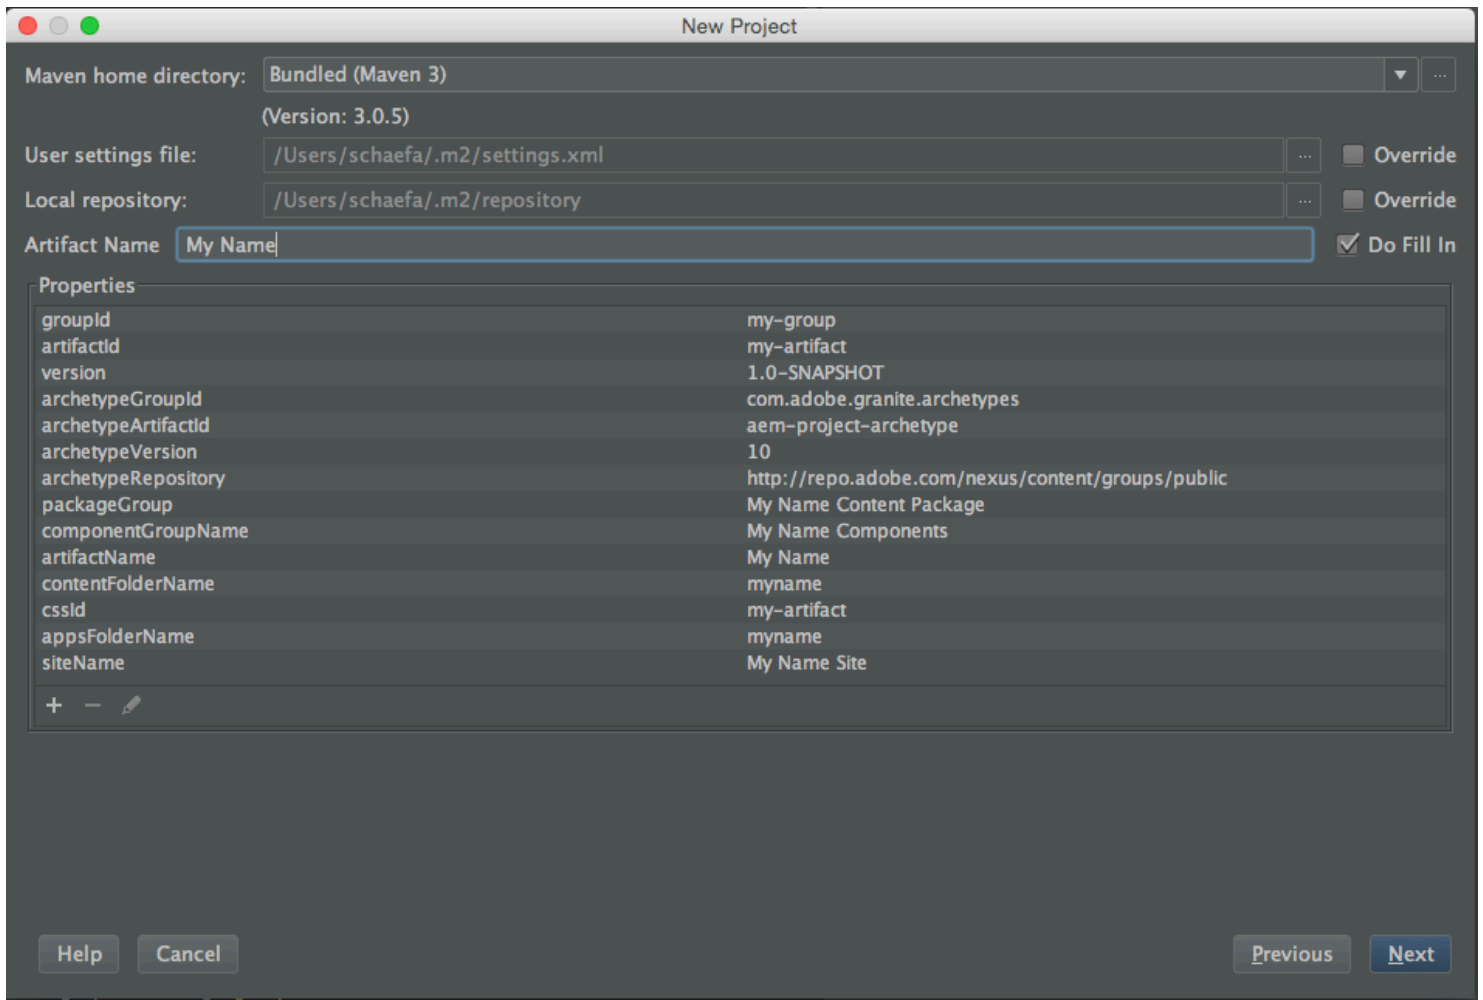 New Project
Maven home directory: Bundled (Maven 3) ...
(Version: 3.0.5)
User settings file: /Users/schaefa/.m2/settings.xml ... Override
Local repository: /Users/schaefa/.m2/repository ... Override
Artifact Name My Name Do Fill In
Properties
groupId my-group
artifactId my-artifact
version 1.0-SNAPSHOT
archetypeGroupId com.adobe.granite.archetypes
archetypeArtifactId aem-project-archetype
archetypeVersion 10
archetypeRepository http://repo.adobe.com/nexus/content/groups/public
packageGroup My Name Content Package
componentGroupName My Name Components
artifactName My Name
contentFolderName myname
cssId my-artifact
appsFolderName myname
siteName My Name Site
Help Cancel Previous Next